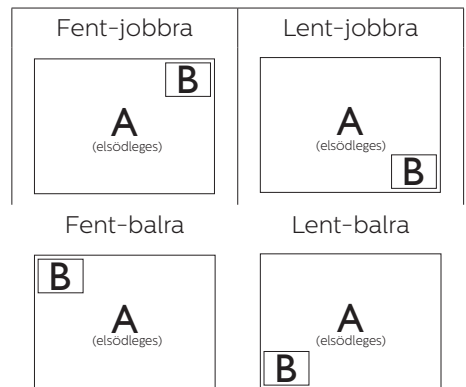 Fent-jobbra
Lent-jobbra
B
A
(elsödleges)
A
(elsödleges)
B
Fent-balra
Lent-balra
B
A
(elsödleges)
A
(elsödleges)
B